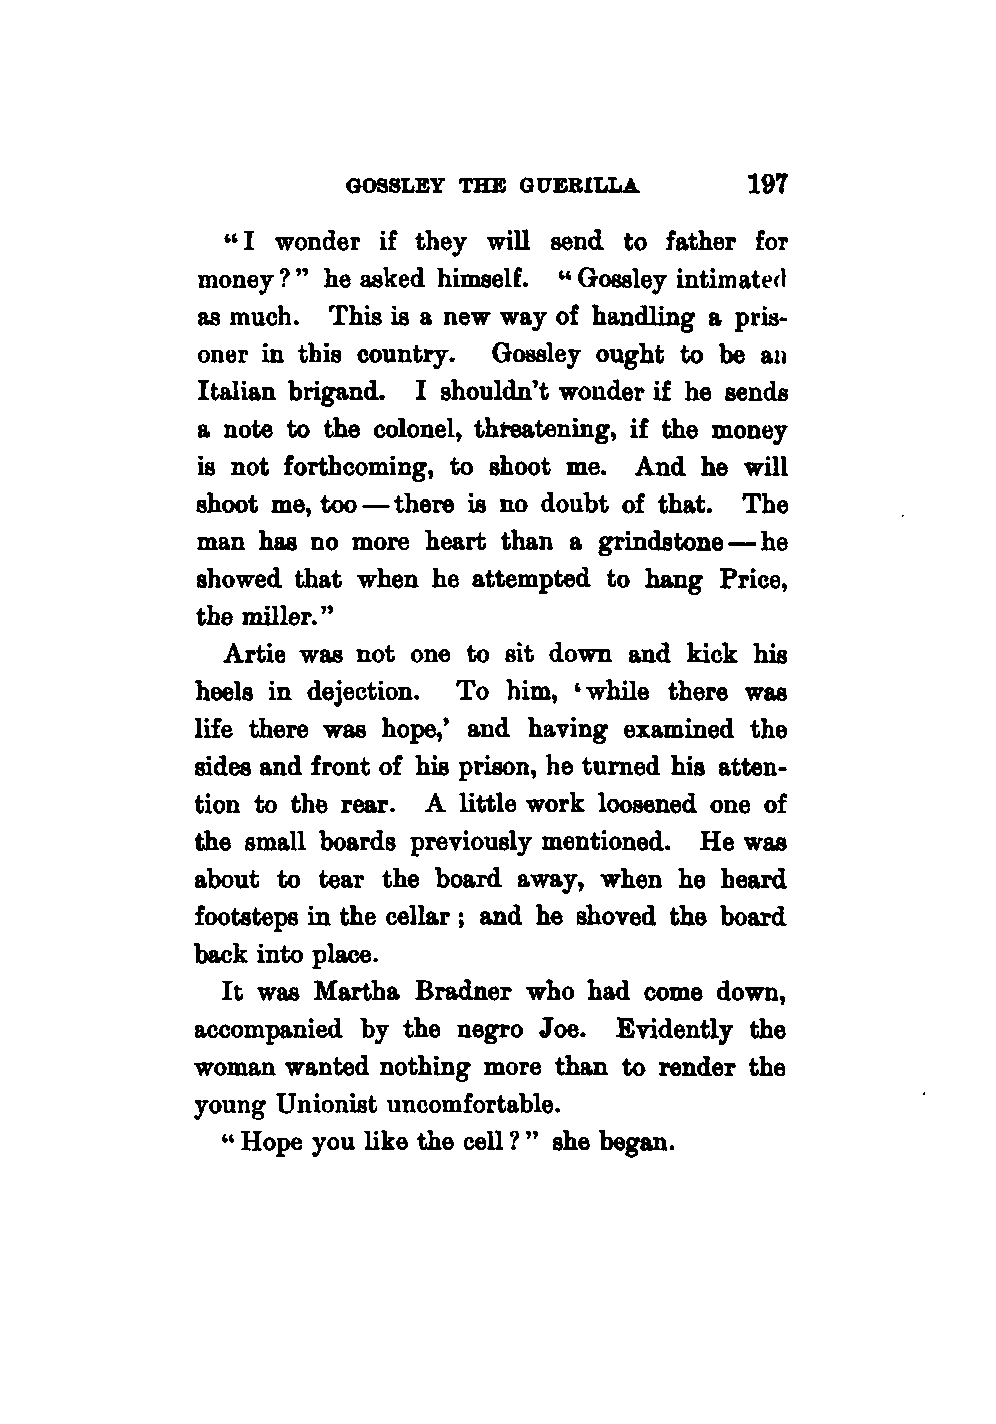 GOSSLEY THE GUERILLA 197
“I wonder if they will send to father for
money?” he asked himself. “Gossley intimated
as much. This is a new way of handling a pris-
oner in this country. Gossley ought to be an
Italian brigand. I shouldn’t wonder if he sends
a note to the colonel, threatening, if the money
is not forthcoming, to shoot me. And he will
shoot me, too—there is no doubt of that. The
man has no more heart than a grindstone—he
showed that when he attempted to hang Price,
the miller.”
Artie was not one to sit down and kick his
heels in dejection. To him, ‘while there was
life there was hope,’ and having examined the
sides and front of his prison, he turned his atten-
tion to the rear. A little work loosened one of
the small boards previously mentioned. He was
about to tear the board away, when he heard
footsteps in the cellar; and he shoved the board
back into place.
It was Martha Bradner who had come down,
accompanied by the negro Joe. Evidently the
woman wanted nothing more than to render the
young Unionist uncomfortable.
“Hope you like the cell?” she began.